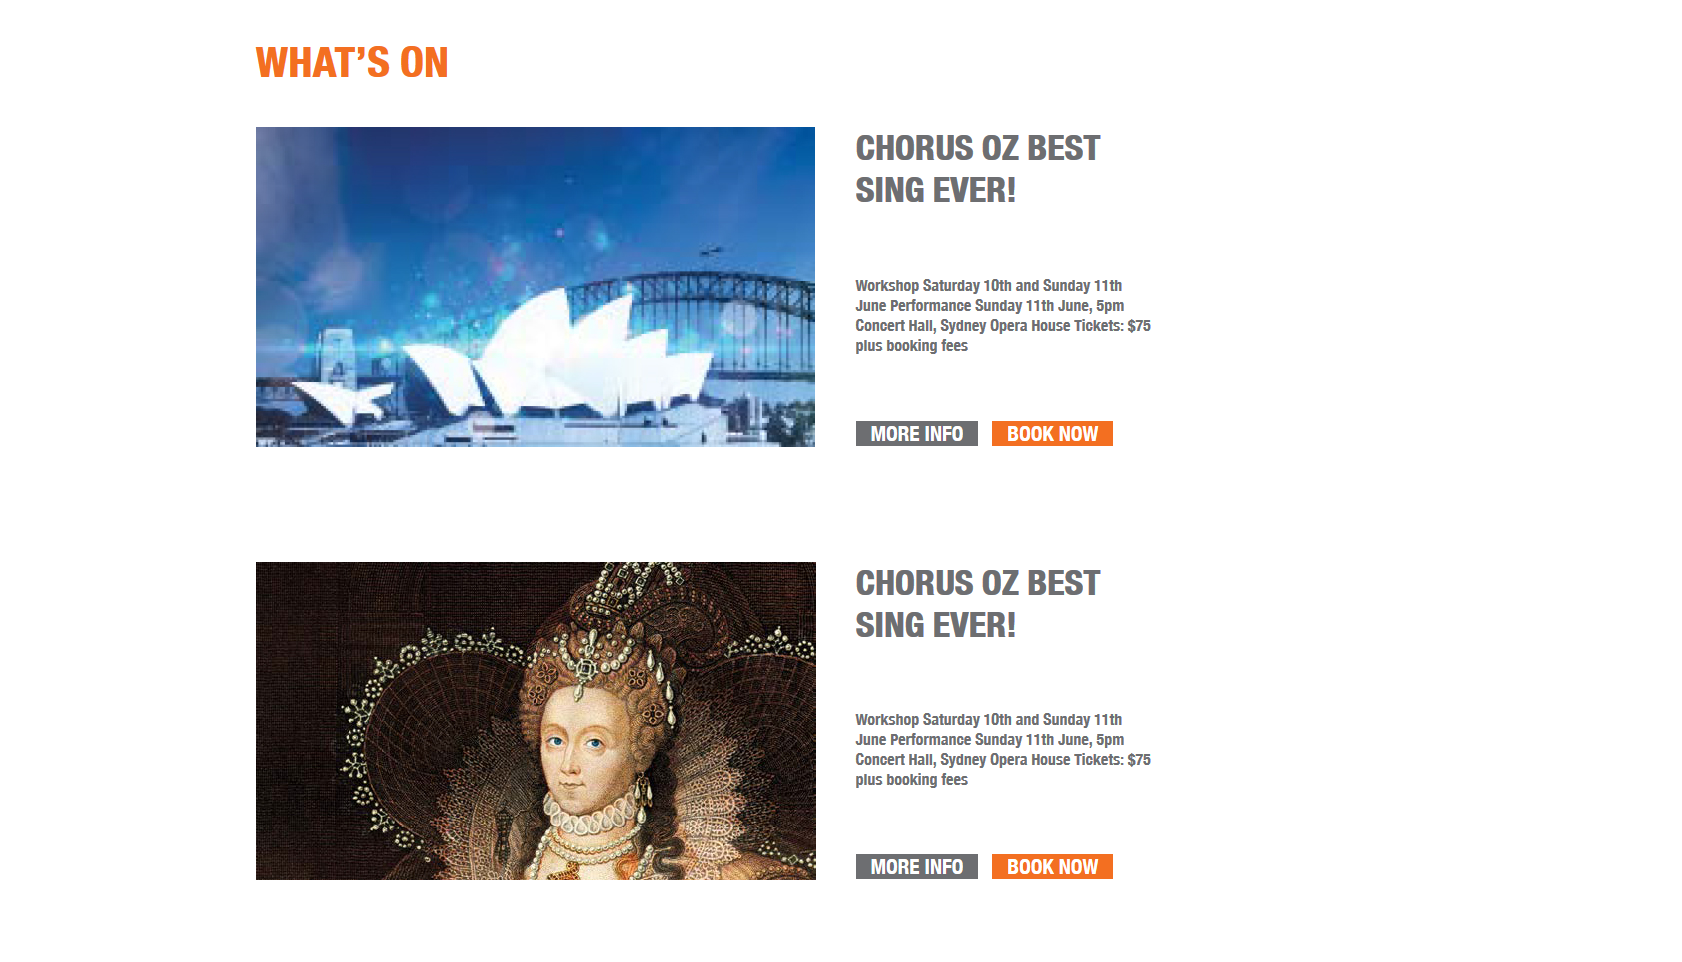 WHAT’S ON
CHORUS OZ BEST
SING EVER!
Workshop Saturday 10th and Sunday 11th
June Performance Sunday 11th June, 5pm
Concert Hall, Sydney Opera House Tickets: $75
plus booking fees
MORE INFO
BOOK NOW
CHORUS OZ BEST
SING EVER!
Workshop Saturday 10th and Sunday 11th
June Performance Sunday 11th June, 5pm
Concert Hall, Sydney Opera House Tickets: $75
plus booking fees
MORE INFO
BOOK NOW